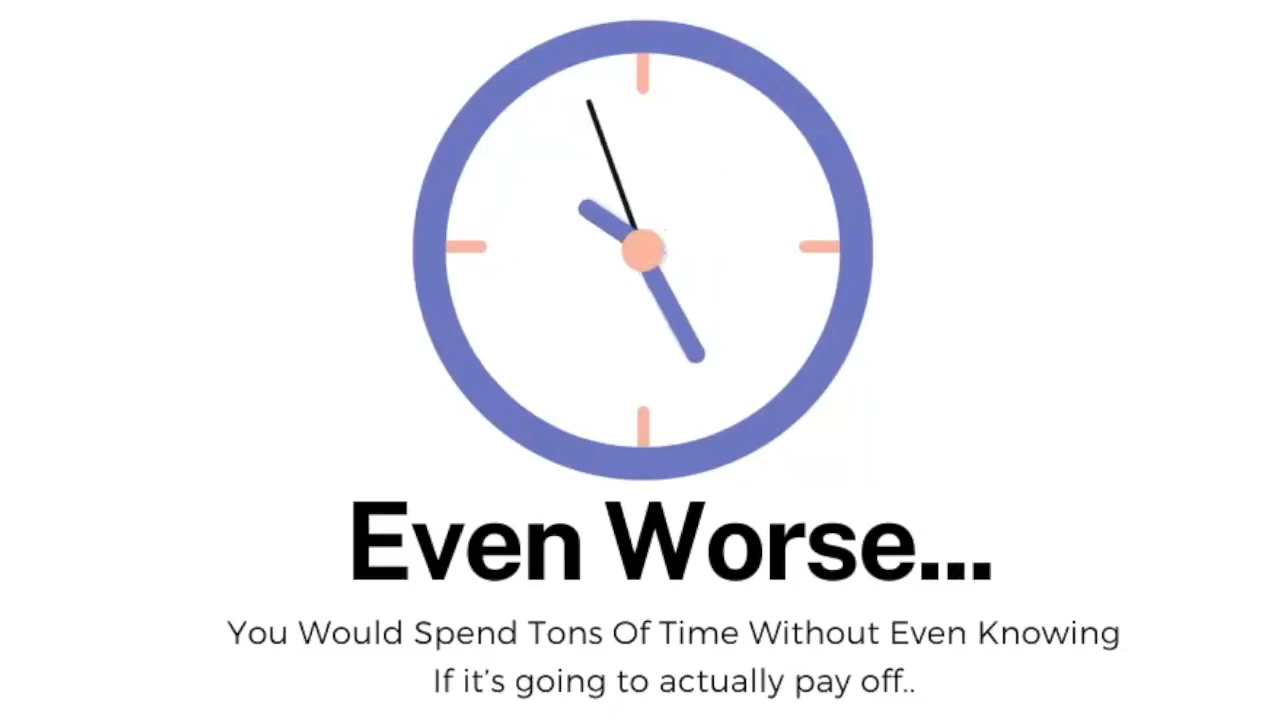 Even Worse...
You Would Spend Tons Of Time Without Even Knowing
If it’s going to actually pay off..